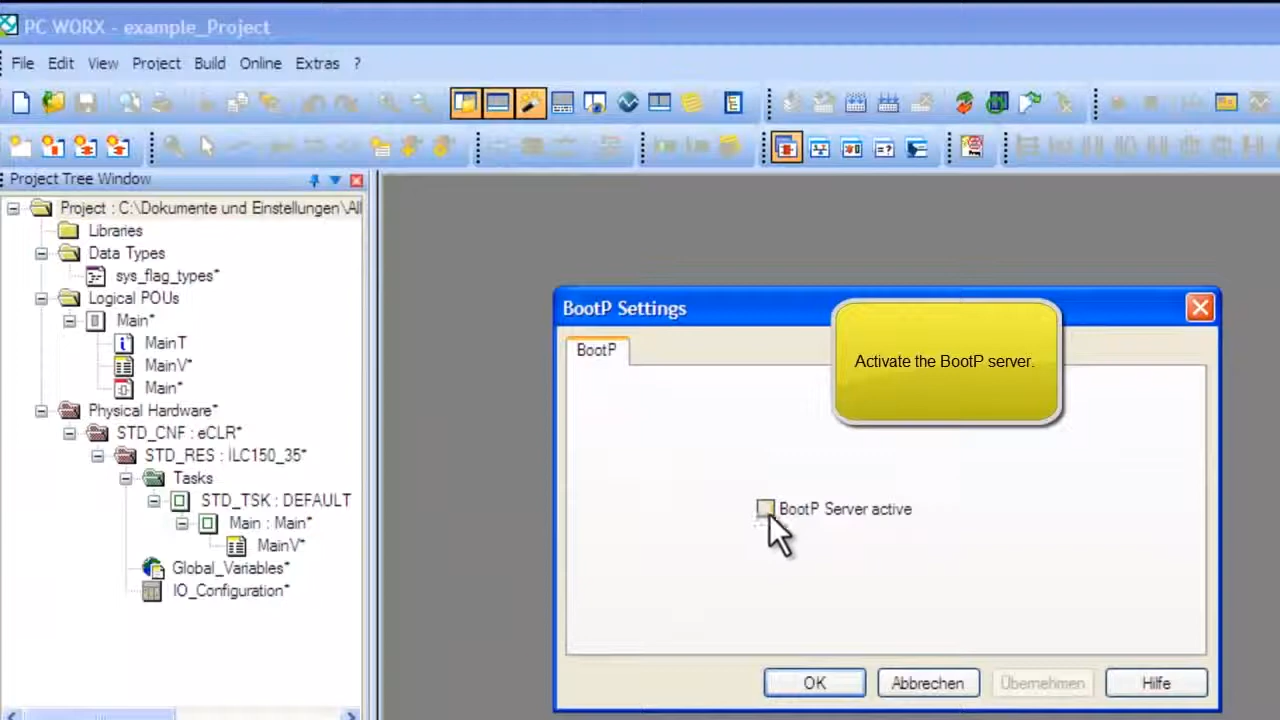 PC WORX - example_Project
File Edit View Project Build Online Extras ?
Project Tree Window
Project : C:\Dokumente und Einstellungen\All
Libraries
Data Types
sys_flag_types*
Logical POUs
Main*
MainT
MainV*
Main*
Physical Hardware*
STD_CNF : eCLR*
STD_RES : ILC150_35*
Tasks
STD_TSK : DEFAULT
Main : Main*
MainV*
Global_Variables*
IO_Configuration*
BootP Settings
BootP
Activate the BootP server.
BootP Server active
OK Abbrechen Übernehmen Hilfe